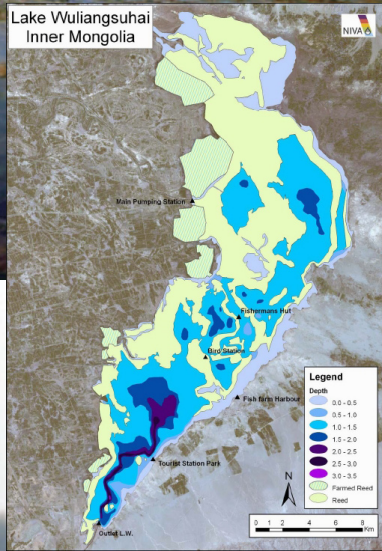 Lake Wuliangsuhai
Inner Mongolia
NIVA
Main Pumping Station
Fishermans Hut
Bird Station
Fish farm Harbour
Tourist Station Park
Outlet L.W.
Legend
Depth
0.0 - 0.5
0.5 - 1.0
1.0 - 1.5
1.5 - 2.0
2.0 - 2.5
2.5 - 3.0
3.0 - 3.5
Farmed Reed
Reed
N
0 2 4 6 8
Km